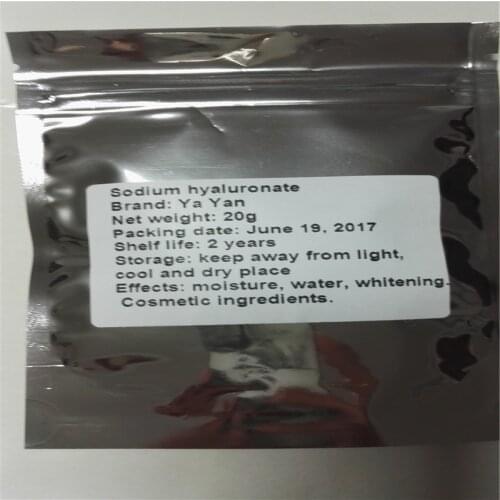 Sodium hyaluronate
Brand: Ya Yan
Net weight: 20g
Packing date: June 19, 2017
Shelf life: 2 years
Storage: keep away from light,
cool and dry place
Effects: moisture, water, whitening.
Cosmetic ingredients.